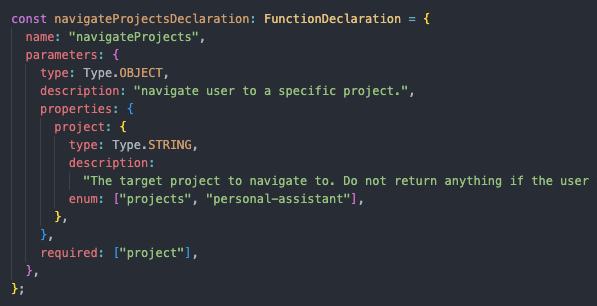 const navigateProjectsDeclaration: FunctionDeclaration = {
  name: "navigateProjects",
  parameters: {
    type: Type.OBJECT,
    description: "navigate user to a specific project.",
    properties: {
      project: {
        type: Type.STRING,
        description:
          "The target project to navigate to. Do not return anything if the user
        enum: ["projects", "personal-assistant"],
      },
    },
    required: ["project"],
  },
};